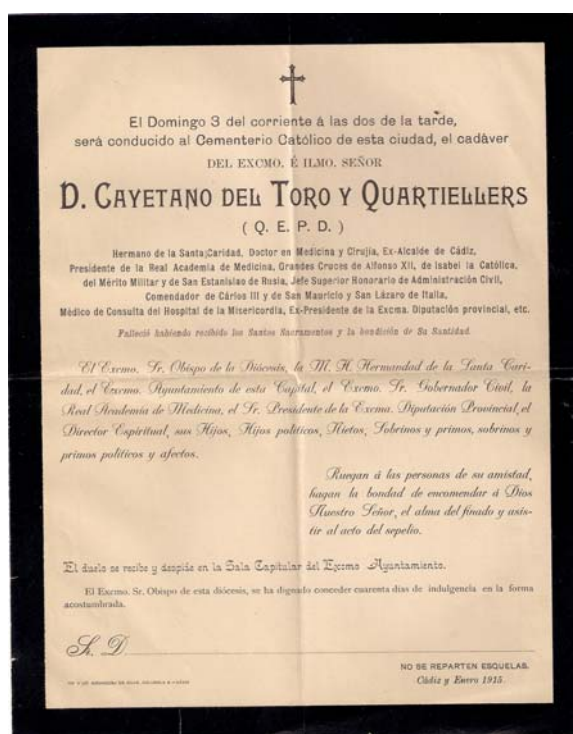 El Domingo 3 del corriente á las dos de la tarde,
será conducido al Cementerio Católico de esta ciudad, el cadáver
DEL EXCMO. É ILMO. SEÑOR
D. CAYETANO DEL TORO Y QUARTIELLERS
( Q. E. P. D. )
Hermano de la Santa Caridad, Doctor en Medicina y Cirujía, Ex-Alcalde de Cádiz,
Presidente de la Real Academia de Medicina, Grandes Cruces de Alfonso XII, de Isabel la Católica,
del Mérito Militar y de San Estanislao de Rusia, Jefe Superior Honorario de Administración Civil,
Comendador de Cárlos III y de San Mauricio y San Lázaro de Italia,
Médico de Consulta del Hospital de la Misericordia, Ex-Presidente de la Excma. Diputación provincial, etc.
Falleció habiendo recibido los Santos Sacramentos y la bendición de Su Santidad
El Excmo. Sr. Obispo de la Diócesis, la M. H. Hermandad de la Santa Cari-
dad, el Excmo. Ayuntamiento de esta Capital, el Excmo. Sr. Gobernador Civil, la
Real Academia de Medicina, el Sr. Presidente de la Excma. Diputación Provincial, el
Director Espiritual, sus Hijos, Hijos políticos, Nietos, Sobrinos y primos, sobrinos y
primos políticos y afectos.
Ruegan á las personas de su amistad,
hagan la bondad de encomendar á Dios
Nuestro Señor, el alma del finado y asis-
tir al acto del sepelio.
El duelo se recibe y despide en la Sala Capitular del Excmo Ayuntamiento.
El Excmo. Sr. Obispo de esta diócesis, se ha dignado conceder cuarenta dias de indulgencia en la forma
acostumbrada.
Sr. D.
NO SE REPARTEN ESQUELAS.
Cádiz y Enero 1915.